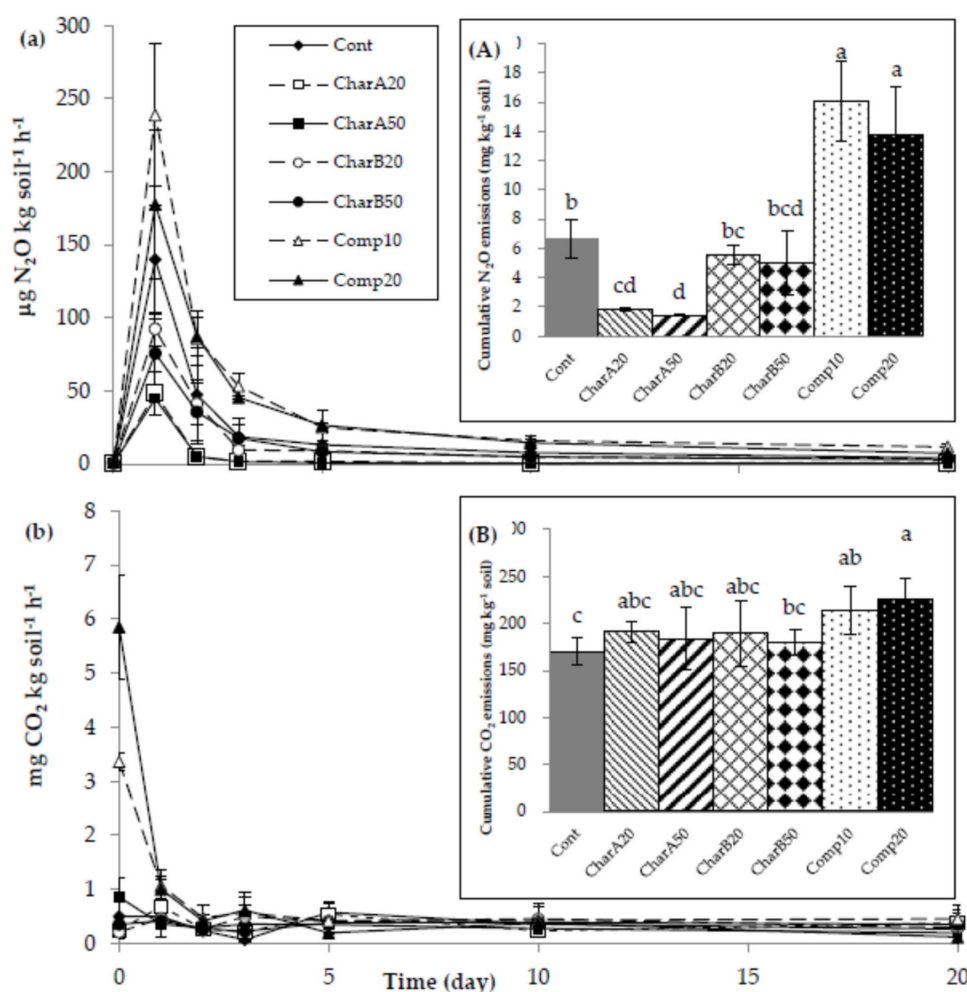 (a)
µg N₂O kg soil⁻¹ h⁻¹
300
250
200
150
100
50
0
Cont
CharA20
CharA50
CharB20
CharB50
Comp10
Comp20
(A)
Cumulative N₂O emissions (mg kg⁻¹ soil)
16
14
12
10
8
6
4
2
0
b
cd
d
bc
bcd
a
a
Cont
CharA20
CharA50
CharB20
CharB50
Comp10
Comp20
(b)
mg CO₂ kg soil⁻¹ h⁻¹
8
7
6
5
4
3
2
1
0
(B)
Cumulative CO₂ emissions (mg kg⁻¹ soil)
250
200
150
100
50
0
c
abc
abc
abc
bc
ab
a
Cont
CharA20
CharA50
CharB20
CharB50
Comp10
Comp20
0
5
10
15
20
Time (day)